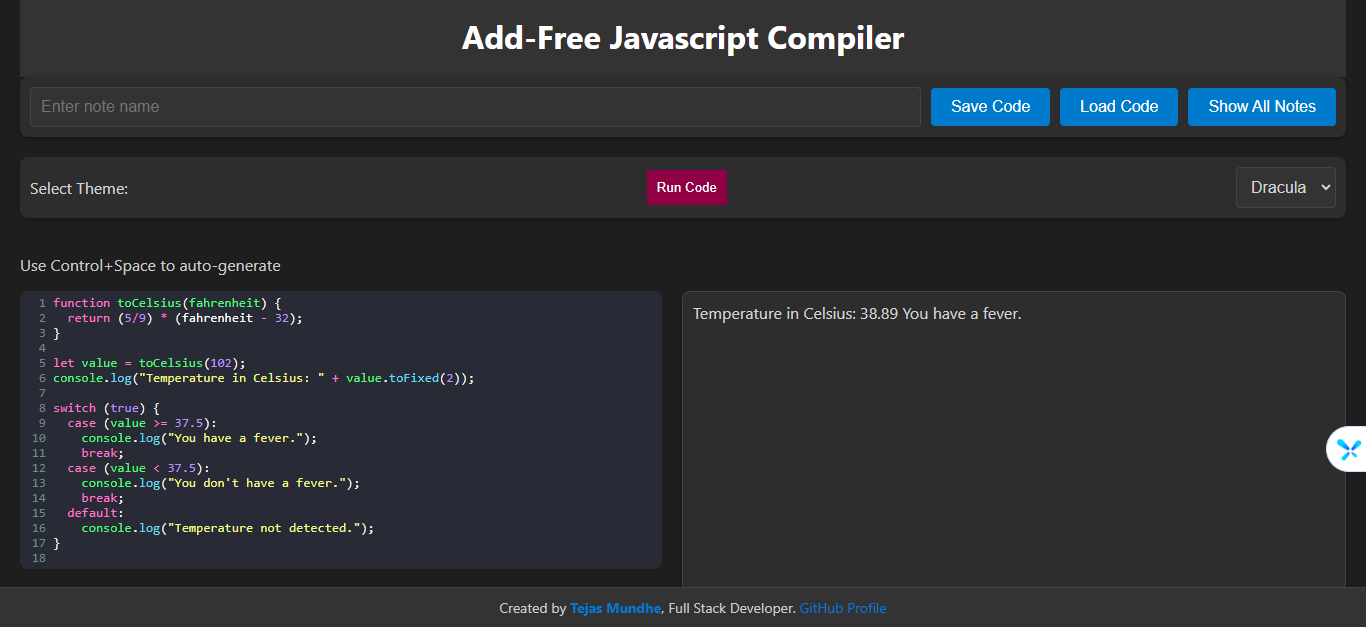 Add-Free Javascript Compiler
Enter note name
Save Code
Load Code
Show All Notes
Select Theme:
Run Code
Dracula
Use Control+Space to auto-generate
1 function toCelsius(fahrenheit) {
2   return (5/9) * (fahrenheit - 32);
3 }
4
5 let value = toCelsius(102);
6 console.log("Temperature in Celsius: " + value.toFixed(2));
7
8 switch (true) {
9   case (value >= 37.5):
10     console.log("You have a fever.");
11     break;
12   case (value < 37.5):
13     console.log("You don't have a fever.");
14     break;
15   default:
16     console.log("Temperature not detected.");
17 }
18
Temperature in Celsius: 38.89 You have a fever.
Created by Tejas Mundhe, Full Stack Developer. GitHub Profile